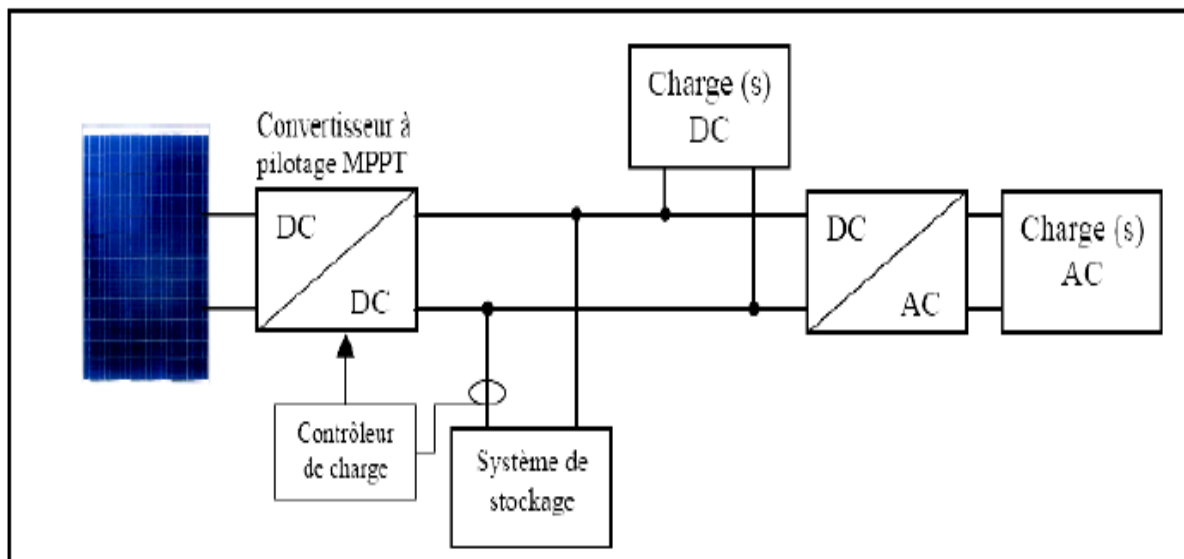 Convertisseur à
pilotage MPPT
DC
DC
Charge (s)
DC
DC
AC
Charge (s)
AC
Contrôleur
de charge
Système de
stockage